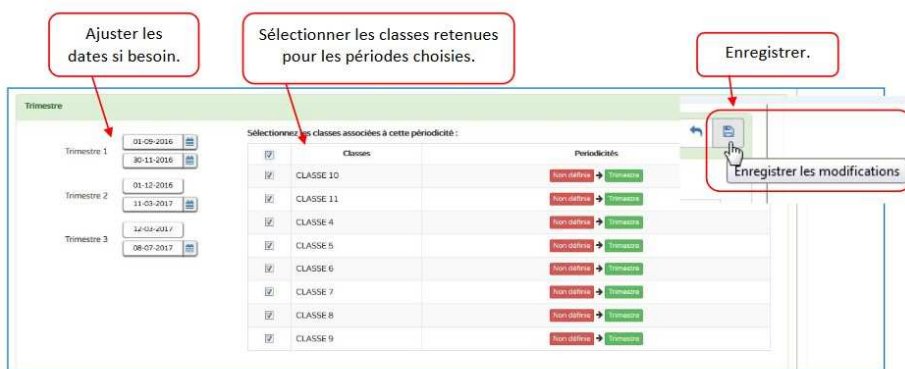 Ajuster les
dates si besoin.
Sélectionner les classes retenues
pour les périodes choisies.
Enregistrer.
Trimestre
Sélectionnez les classes associées à cette périodicité :
Trimestre 1
01-09-2016
30-11-2016
Trimestre 2
01-12-2016
11-03-2017
Trimestre 3
12-03-2017
08-07-2017
Classes Periodicités
CLASSE 10 Non définie → Trimestre
CLASSE 11 Non définie → Trimestre
CLASSE 4 Non définie → Trimestre
CLASSE 5 Non définie → Trimestre
CLASSE 6 Non définie → Trimestre
CLASSE 7 Non définie → Trimestre
CLASSE 8 Non définie → Trimestre
CLASSE 9 Non définie → Trimestre
Enregistrer les modifications